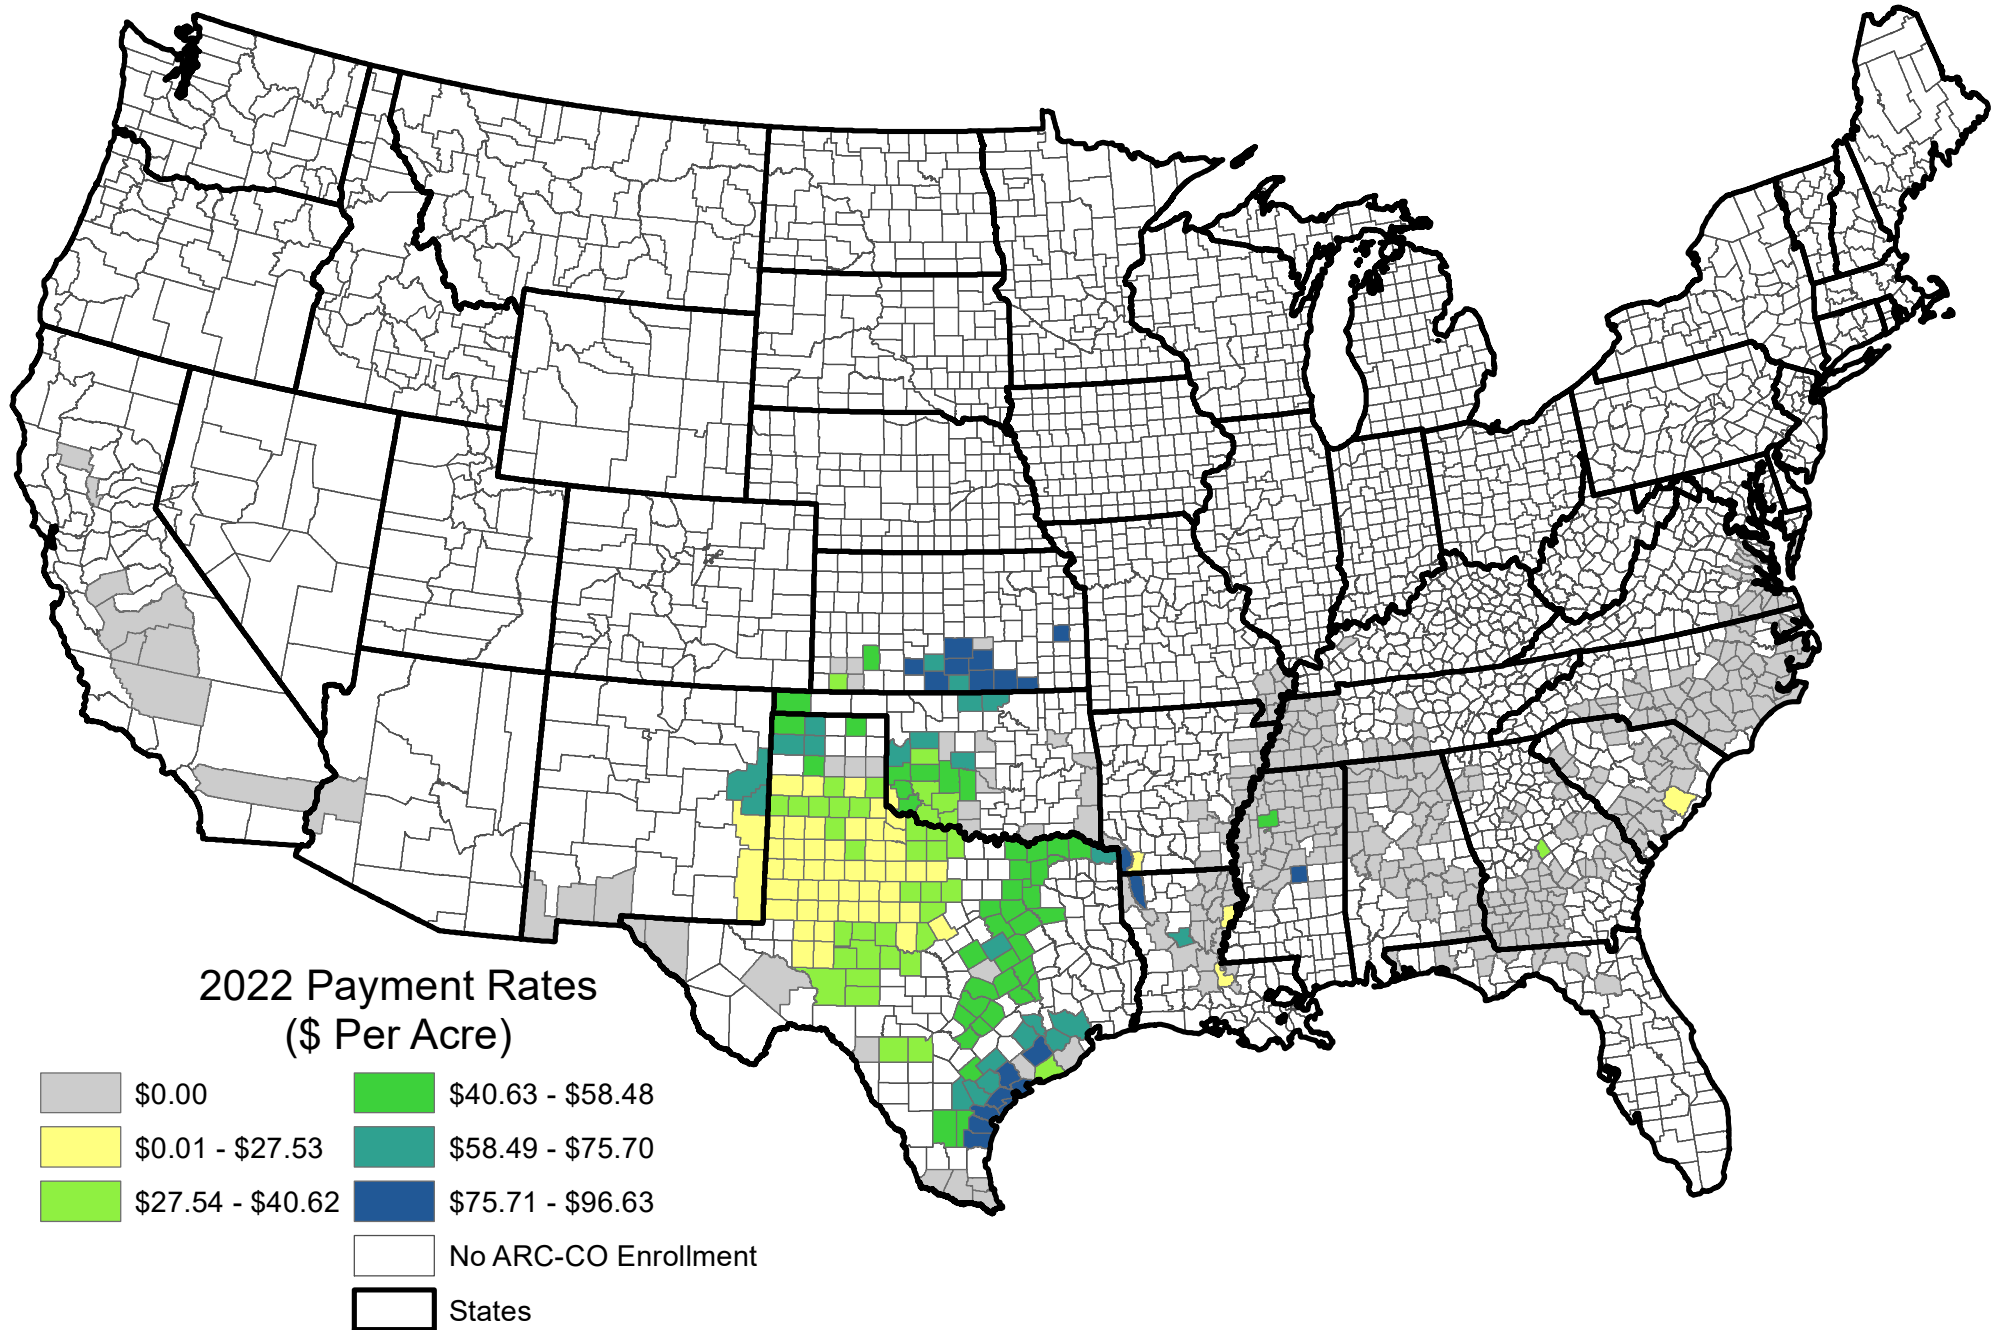 2022 Payment Rates
($ Per Acre)
$0.00
$0.01 - $27.53
$27.54 - $40.62
$40.63 - $58.48
$58.49 - $75.70
$75.71 - $96.63
No ARC-CO Enrollment
States